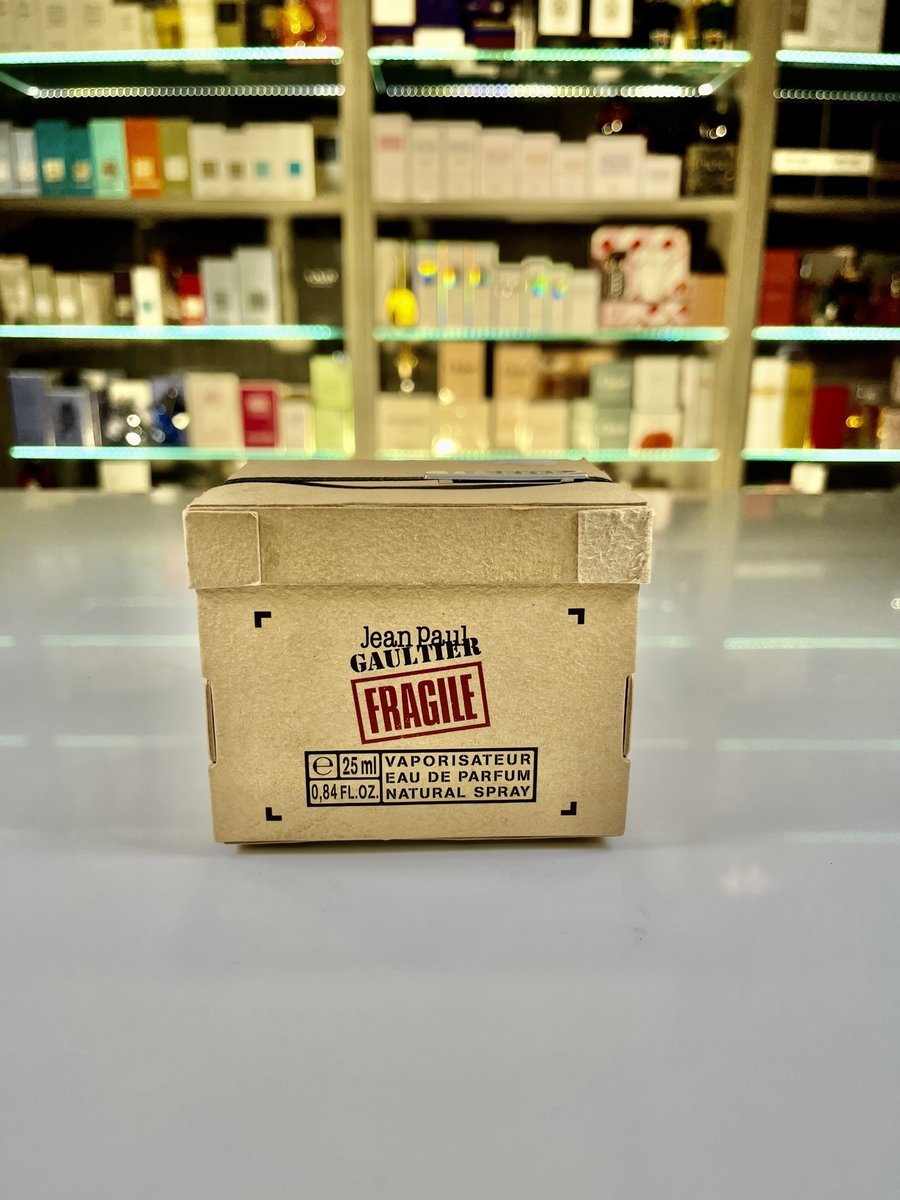 Jean Paul
GAULTIER
FRAGILE
e 25 ml
0,84 FL.OZ.
VAPORISATEUR
EAU DE PARFUM
NATURAL SPRAY